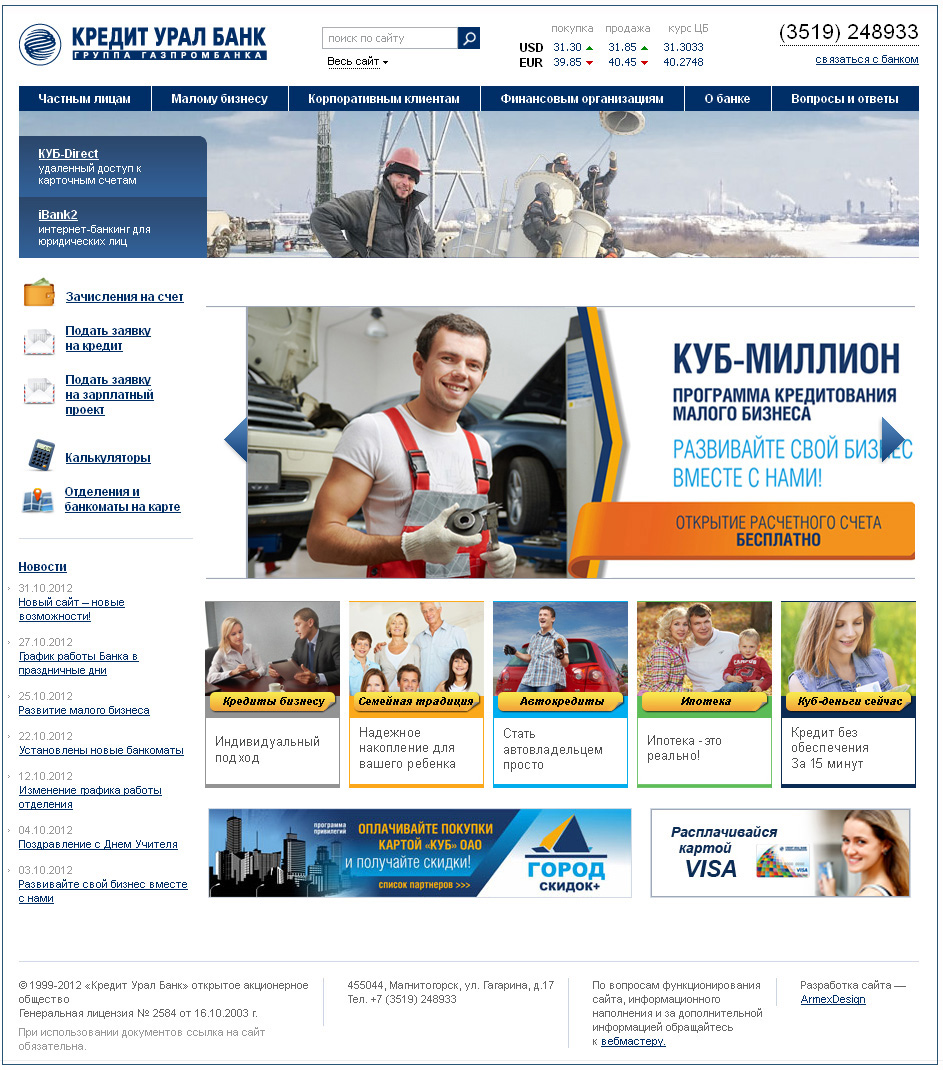 КРЕДИТ УРАЛ БАНК
ГРУППА ГАЗПРОМБАНКА
поиск по сайту
Весь сайт
покупка продажа курс ЦБ
USD 31.30 31.85 31.3033
EUR 39.85 40.45 40.2748
(3519) 248933
связаться с банком
Частным лицам Малому бизнесу Корпоративным клиентам Финансовым организациям О банке Вопросы и ответы
КУБ-Direct
удаленный доступ к
карточным счетам
iBank2
интернет-банкинг для
юридических лиц
Зачисления на счет
Подать заявку
на кредит
Подать заявку
на зарплатный
проект
Калькуляторы
Отделения и
банкоматы на карте
КУБ-МИЛЛИОН
ПРОГРАММА КРЕДИТОВАНИЯ
МАЛОГО БИЗНЕСА
РАЗВИВАЙТЕ СВОЙ БИЗНЕС
ВМЕСТЕ С НАМИ!
ОТКРЫТИЕ РАСЧЕТНОГО СЧЕТА
БЕСПЛАТНО
Новости
31.10.2012
Новый сайт – новые
возможности!
27.10.2012
График работы Банка в
праздничные дни
25.10.2012
Развитие малого бизнеса
22.10.2012
Установлены новые банкоматы
12.10.2012
Изменение графика работы
отделения
04.10.2012
Поздравление с Днем Учителя
03.10.2012
Развивайте свой бизнес вместе
с нами
Кредиты бизнесу
Индивидуальный
подход
Семейная традиция
Надежное
накопление для
вашего ребенка
Автокредиты
Стать
автовладельцем
просто
Ипотека
Ипотека - это
реально!
Куб-деньги сейчас
Кредит без
обеспечения
За 15 минут
программа
привилегий
ОПЛАЧИВАЙТЕ ПОКУПКИ
КАРТОЙ «КУБ» ОАО
и получайте скидки!
список партнеров >>>
ГОРОД
СКИДОК+
Расплачивайся
картой
VISA
VISA
© 1999-2012 «Кредит Урал Банк» открытое акционерное
общество
Генеральная лицензия № 2584 от 16.10.2003 г.
При использовании документов ссылка на сайт
обязательна.
455044, Магнитогорск, ул. Гагарина, д.17
Тел. +7 (3519) 248933
По вопросам функционирования
сайта, информационного
наполнения и за дополнительной
информацией обращайтесь
к вебмастеру.
Разработка сайта —
ArmexDesign